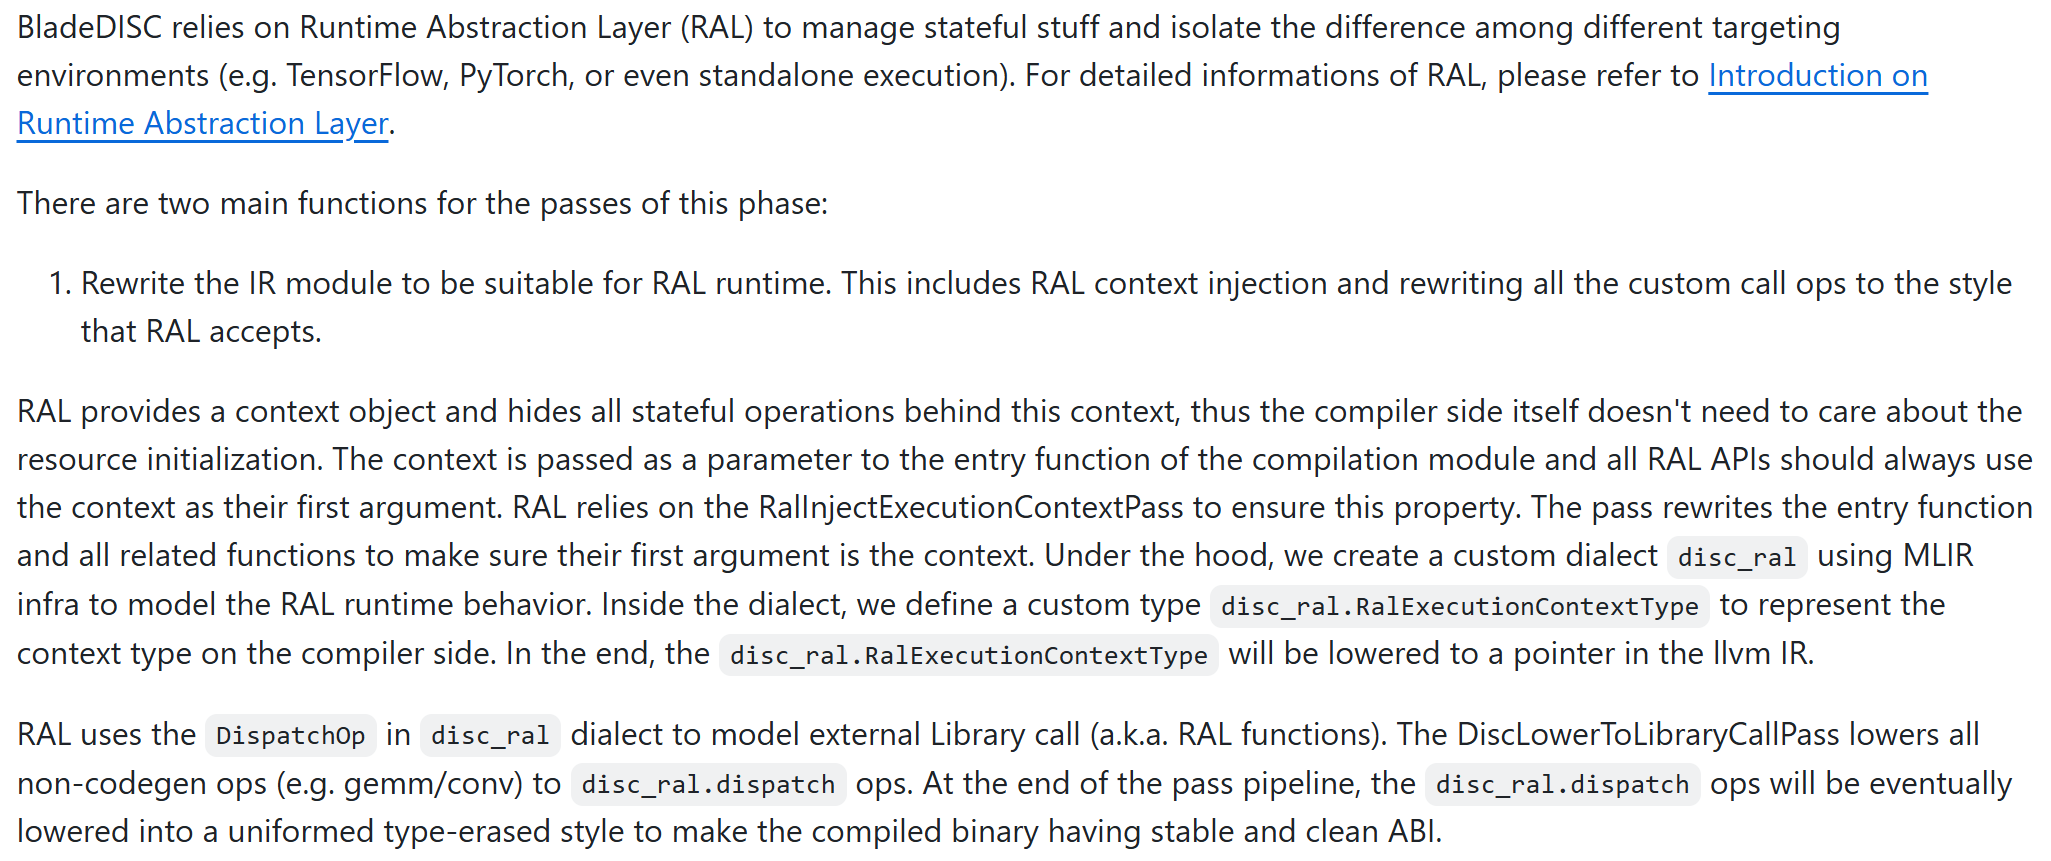 BladeDISC relies on Runtime Abstraction Layer (RAL) to manage stateful stuff and isolate the difference among different targeting
environments (e.g. TensorFlow, PyTorch, or even standalone execution). For detailed informations of RAL, please refer to Introduction on
Runtime Abstraction Layer.
There are two main functions for the passes of this phase:
1. Rewrite the IR module to be suitable for RAL runtime. This includes RAL context injection and rewriting all the custom call ops to the style
that RAL accepts.
RAL provides a context object and hides all stateful operations behind this context, thus the compiler side itself doesn't need to care about the
resource initialization. The context is passed as a parameter to the entry function of the compilation module and all RAL APIs should always use
the context as their first argument. RAL relies on the RalInjectExecutionContextPass to ensure this property. The pass rewrites the entry function
and all related functions to make sure their first argument is the context. Under the hood, we create a custom dialect disc_ral using MLIR
infra to model the RAL runtime behavior. Inside the dialect, we define a custom type disc_ral.RalExecutionContextType to represent the
context type on the compiler side. In the end, the disc_ral.RalExecutionContextType will be lowered to a pointer in the llvm IR.
RAL uses the DispatchOp in disc_ral dialect to model external Library call (a.k.a. RAL functions). The DiscLowerToLibraryCallPass lowers all
non-codegen ops (e.g. gemm/conv) to disc_ral.dispatch ops. At the end of the pass pipeline, the disc_ral.dispatch ops will be eventually
lowered into a uniformed type-erased style to make the compiled binary having stable and clean ABI.